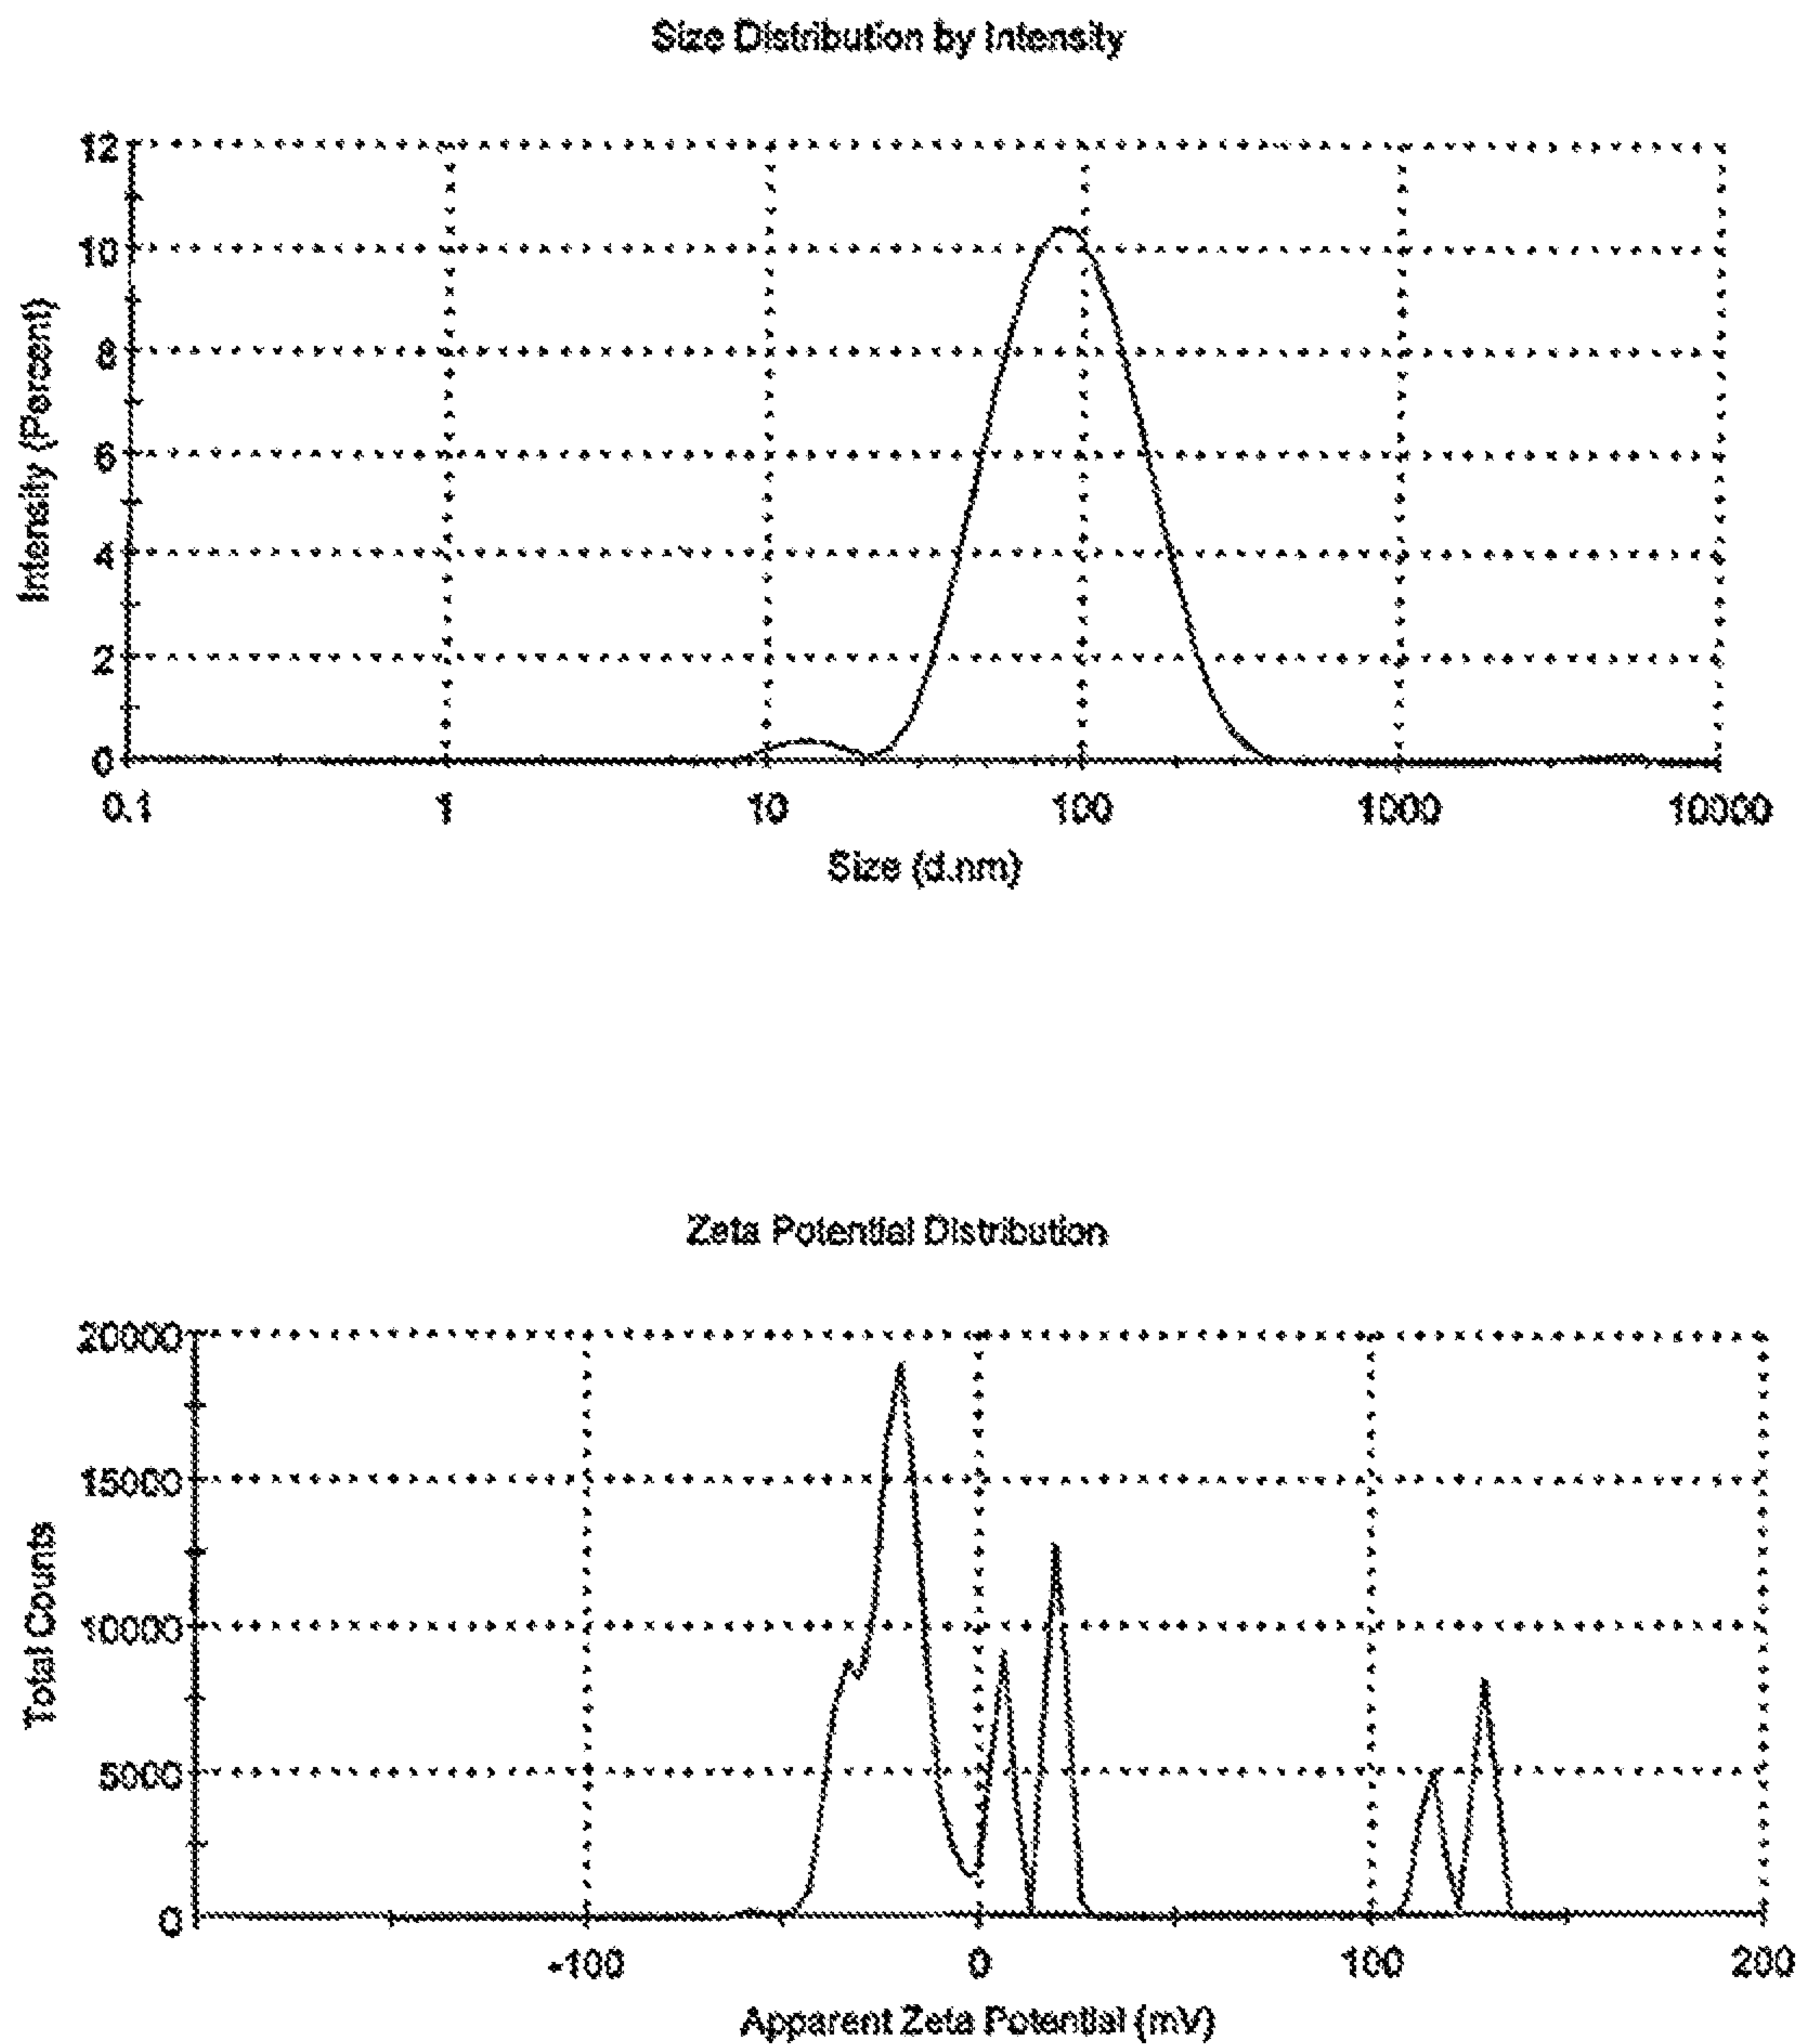 Size Distribution by Intensity
12
10
8
6
4
2
0
Intensity (Percent)
0.1 1 10 100 1000 10000
Size (d.nm)
Zeta Potential Distribution
20000
15000
10000
5000
0
Total Counts
-100 0 100 200
Apparent Zeta Potential (mV)